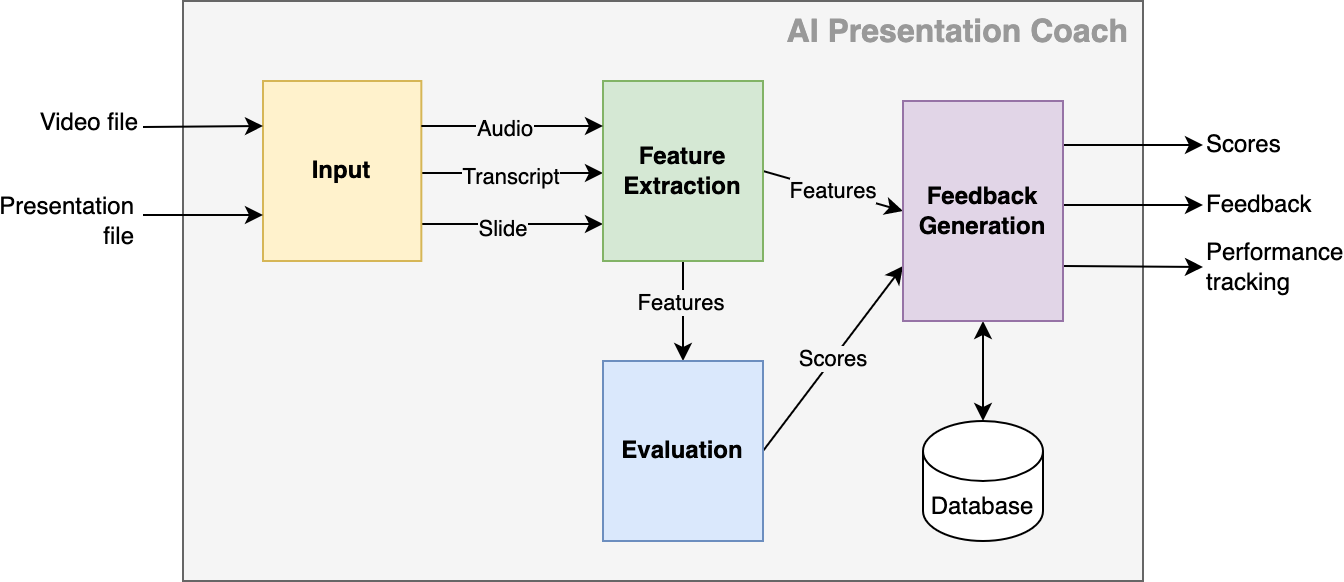 AI Presentation Coach
Video file
Presentation
file
Input
Audio
Transcript
Slide
Feature
Extraction
Features
Features
Evaluation
Scores
Feedback
Generation
Database
Scores
Feedback
Performance
tracking